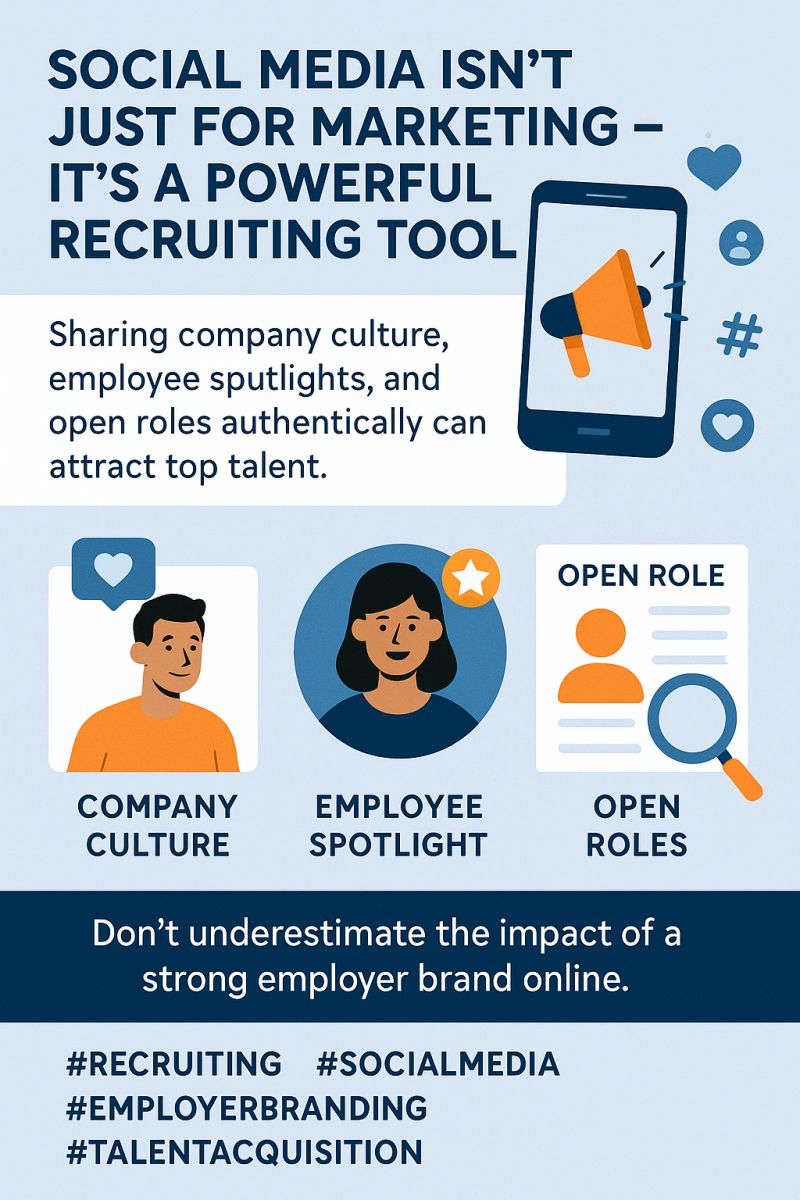 SOCIAL MEDIA ISN'T
JUST FOR MARKETING –
IT'S A POWERFUL
RECRUITING TOOL
Sharing company culture,
employee sputlights, and
open roles authentically can
attract top talent.
#
OPEN ROLE
COMPANY
CULTURE
EMPLOYEE
SPOTLIGHT
OPEN
ROLES
Don't underestimate the impact of a
strong employer brand online.
#RECRUITING #SOCIALMEDIA
#EMPLOYERBRANDING
#TALENTACQUISITION